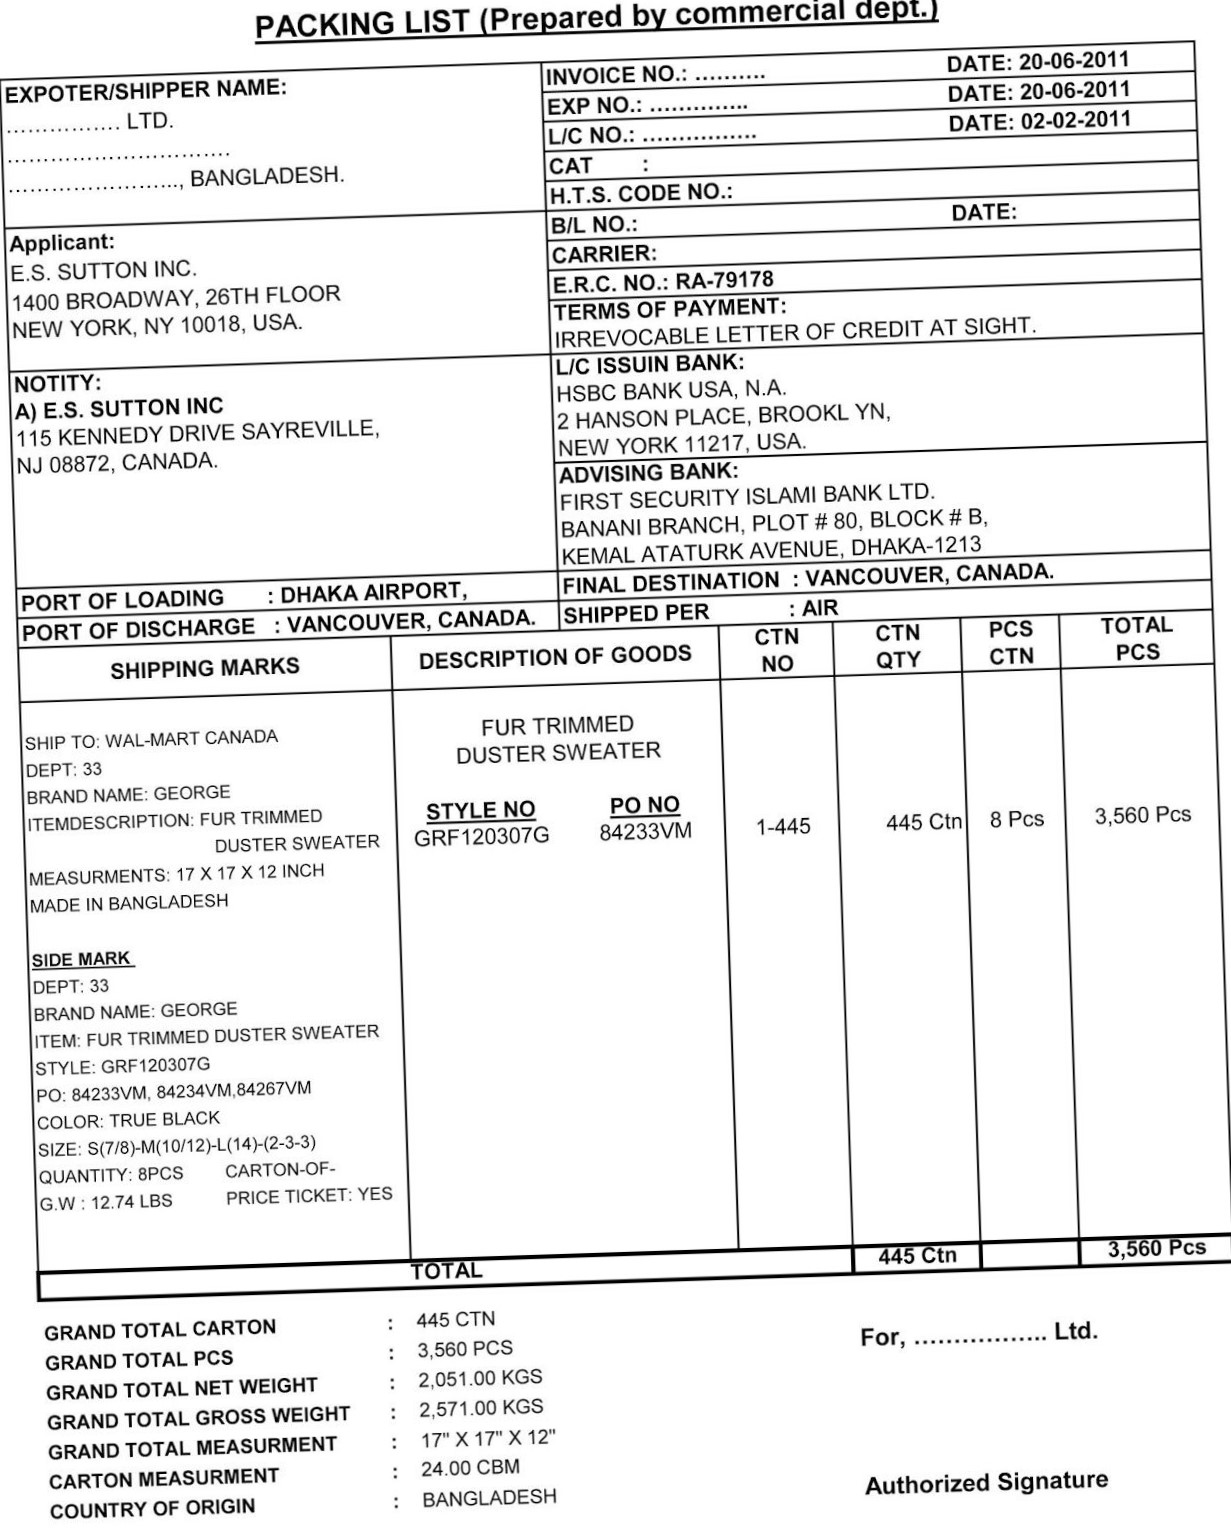 PACKING LIST (Prepared by commercial dept.)
EXPOTER/SHIPPER NAME:
................ LTD.
...............................
........................., BANGLADESH.
INVOICE NO.: .......... DATE: 20-06-2011
EXP NO.: .............. DATE: 20-06-2011
L/C NO.: ................ DATE: 02-02-2011
CAT :
H.T.S. CODE NO.:
B/L NO.: DATE:
CARRIER:
E.R.C. NO.: RA-79178
Applicant:
E.S. SUTTON INC.
1400 BROADWAY, 26TH FLOOR
NEW YORK, NY 10018, USA.
TERMS OF PAYMENT:
IRREVOCABLE LETTER OF CREDIT AT SIGHT.
NOTITY:
A) E.S. SUTTON INC
115 KENNEDY DRIVE SAYREVILLE,
NJ 08872, CANADA.
L/C ISSUIN BANK:
HSBC BANK USA, N.A.
2 HANSON PLACE, BROOKL YN,
NEW YORK 11217, USA.
ADVISING BANK:
FIRST SECURITY ISLAMI BANK LTD.
BANANI BRANCH, PLOT # 80, BLOCK # B,
KEMAL ATATURK AVENUE, DHAKA-1213
PORT OF LOADING : DHAKA AIRPORT,
FINAL DESTINATION : VANCOUVER, CANADA.
PORT OF DISCHARGE : VANCOUVER, CANADA.
SHIPPED PER : AIR
SHIPPING MARKS
DESCRIPTION OF GOODS
CTN NO
CTN QTY
PCS CTN
TOTAL PCS
SHIP TO: WAL-MART CANADA
DEPT: 33
BRAND NAME: GEORGE
ITEMDESCRIPTION: FUR TRIMMED
DUSTER SWEATER
MEASURMENTS: 17 X 17 X 12 INCH
MADE IN BANGLADESH
SIDE MARK
DEPT: 33
BRAND NAME: GEORGE
ITEM: FUR TRIMMED DUSTER SWEATER
STYLE: GRF120307G
PO: 84233VM, 84234VM,84267VM
COLOR: TRUE BLACK
SIZE: S(7/8)-M(10/12)-L(14)-(2-3-3)
QUANTITY: 8PCS CARTON-OF-
G.W : 12.74 LBS PRICE TICKET: YES
FUR TRIMMED
DUSTER SWEATER
STYLE NO PO NO
GRF120307G 84233VM
1-445
445 Ctn
8 Pcs
3,560 Pcs
TOTAL 445 Ctn 3,560 Pcs
GRAND TOTAL CARTON : 445 CTN
GRAND TOTAL PCS : 3,560 PCS
GRAND TOTAL NET WEIGHT : 2,051.00 KGS
GRAND TOTAL GROSS WEIGHT : 2,571.00 KGS
GRAND TOTAL MEASURMENT : 17" X 17" X 12"
CARTON MEASURMENT : 24.00 CBM
COUNTRY OF ORIGIN : BANGLADESH
For, ................. Ltd.
Authorized Signature